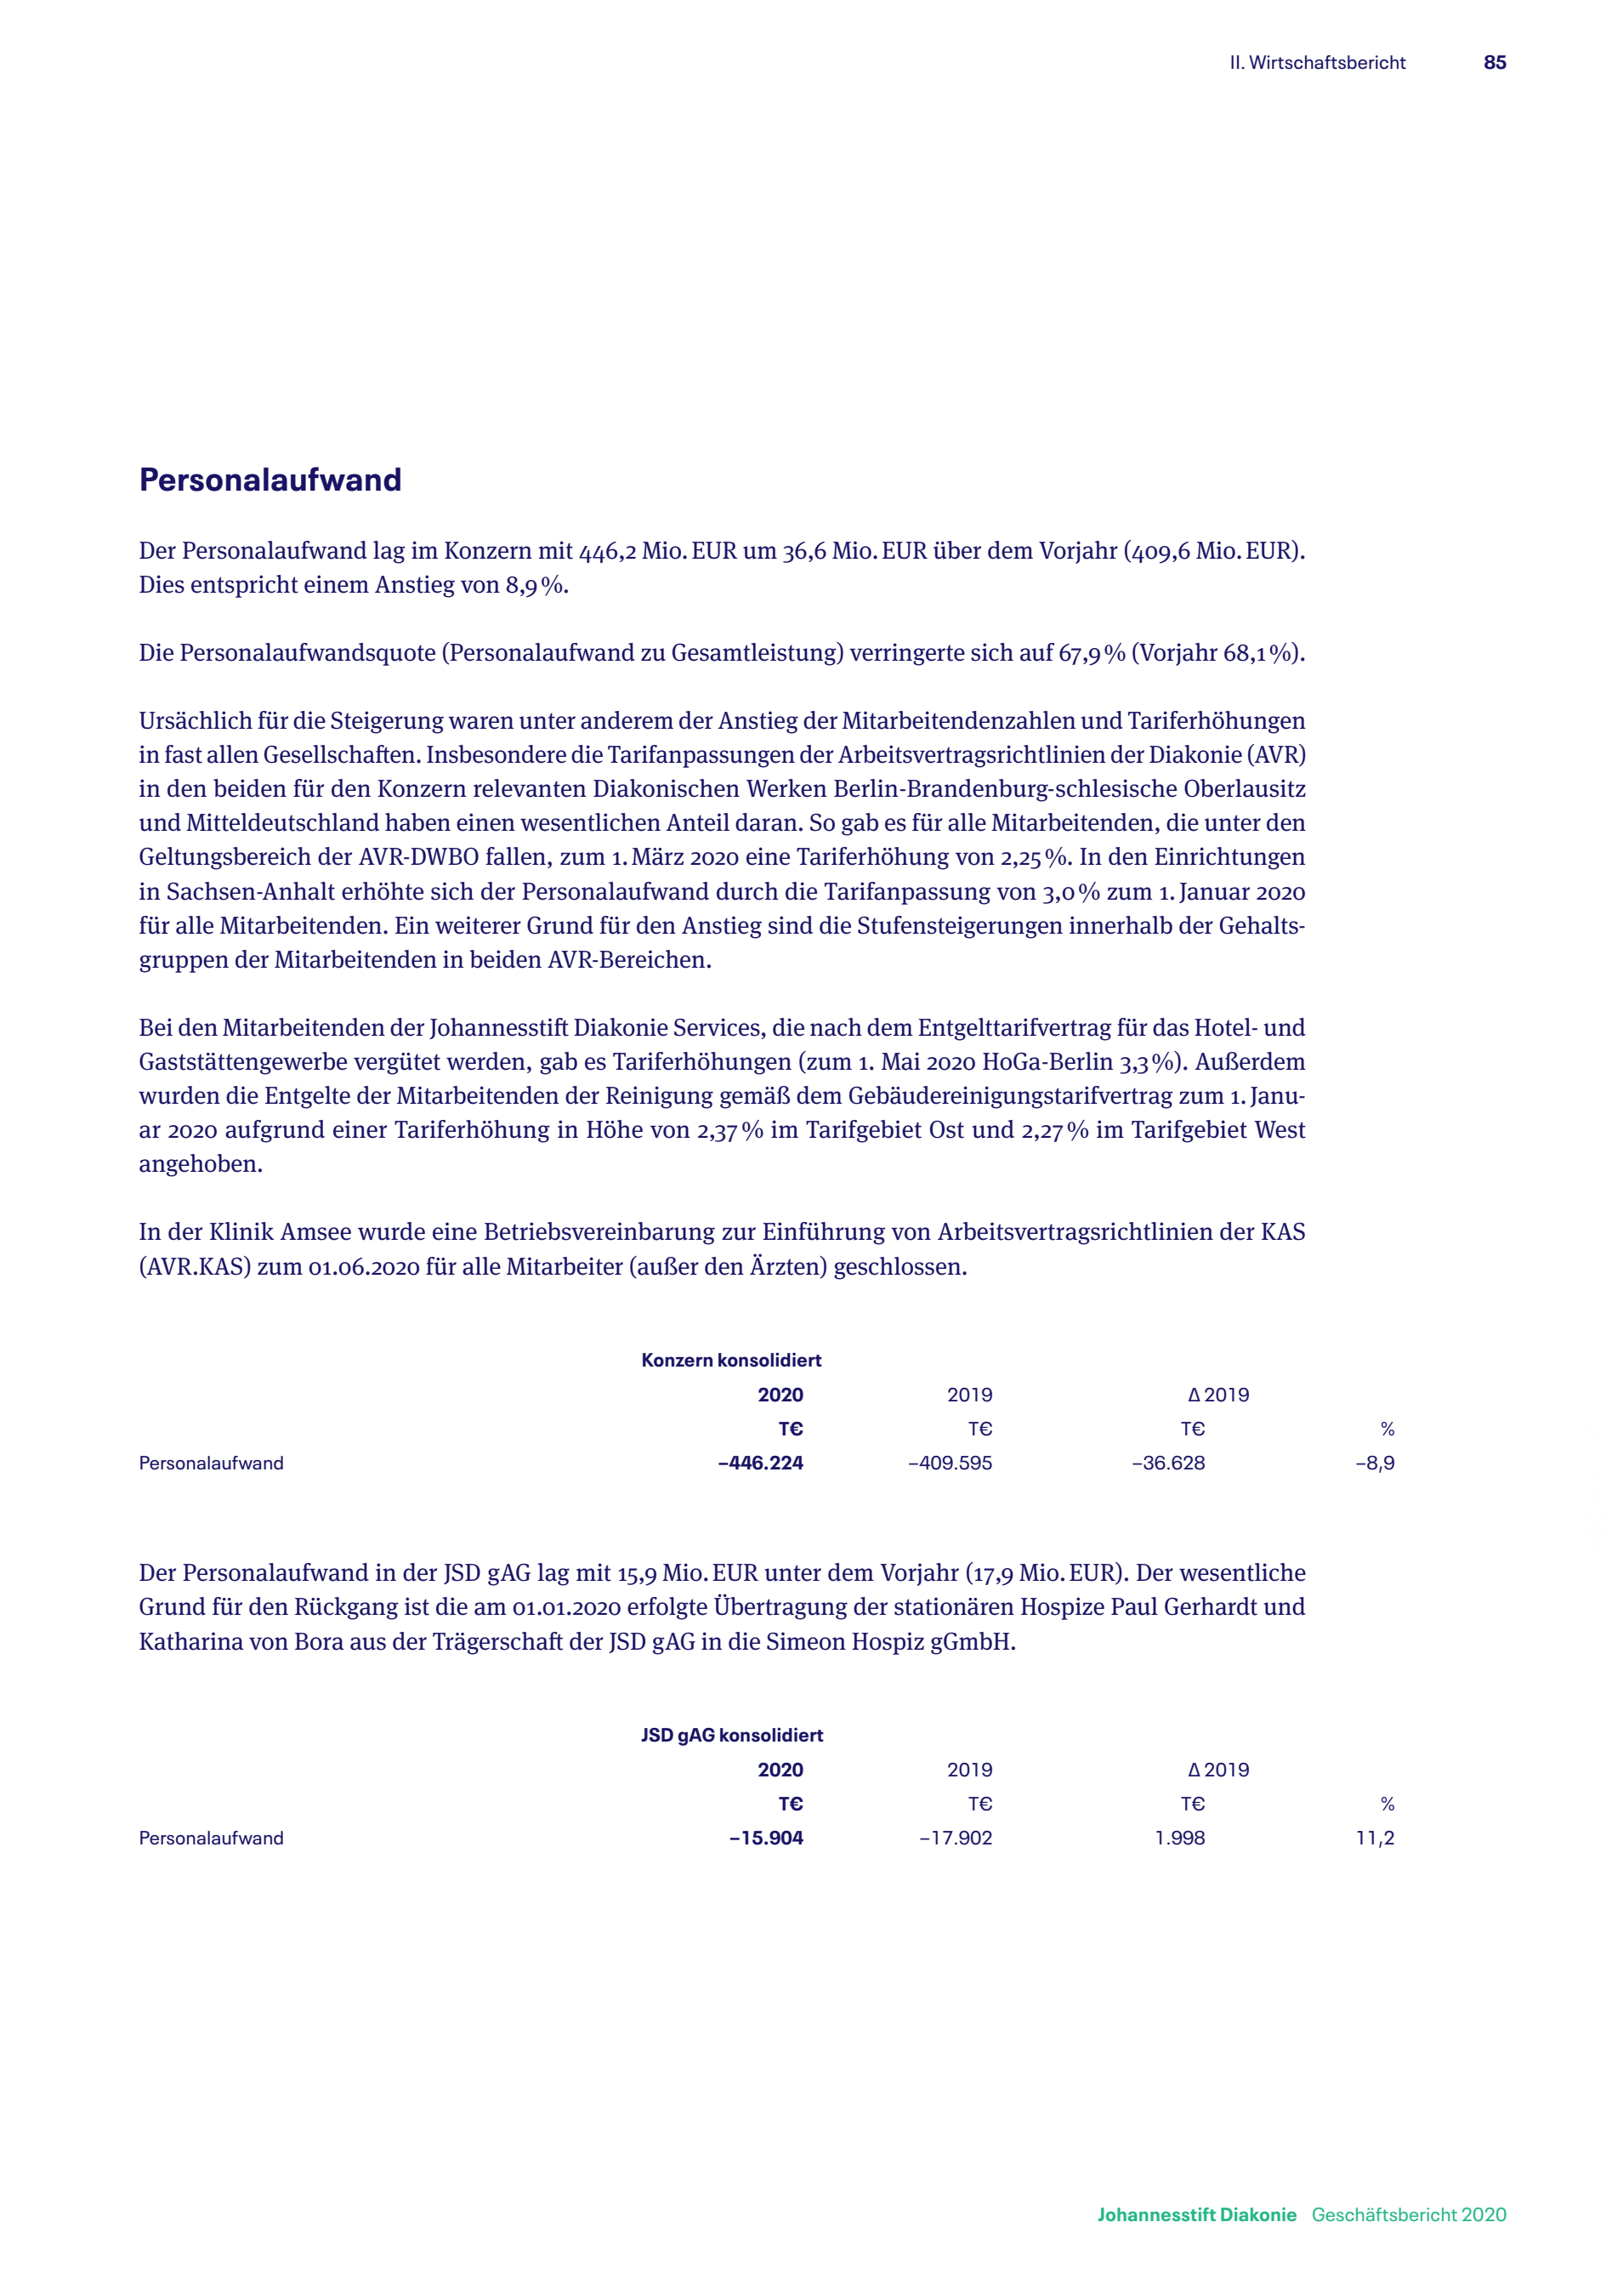 II. Wirtschaftsbericht 85
Personalaufwand
Der Personalaufwand lag im Konzern mit 446,2 Mio. EUR um 36,6 Mio. EUR über dem Vorjahr (409,6 Mio. EUR).
Dies entspricht einem Anstieg von 8,9 %.
Die Personalaufwandsquote (Personalaufwand zu Gesamtleistung) verringerte sich auf 67,9 % (Vorjahr 68,1 %).
Ursächlich für die Steigerung waren unter anderem der Anstieg der Mitarbeitendenzahlen und Tariferhöhungen
in fast allen Gesellschaften. Insbesondere die Tarifanpassungen der Arbeitsvertragsrichtlinien der Diakonie (AVR)
in den beiden für den Konzern relevanten Diakonischen Werken Berlin-Brandenburg-schlesische Oberlausitz
und Mitteldeutschland haben einen wesentlichen Anteil daran. So gab es für alle Mitarbeitenden, die unter den
Geltungsbereich der AVR-DWBO fallen, zum 1. März 2020 eine Tariferhöhung von 2,25 %. In den Einrichtungen
in Sachsen-Anhalt erhöhte sich der Personalaufwand durch die Tarifanpassung von 3,0 % zum 1. Januar 2020
für alle Mitarbeitenden. Ein weiterer Grund für den Anstieg sind die Stufensteigerungen innerhalb der Gehalts-
gruppen der Mitarbeitenden in beiden AVR-Bereichen.
Bei den Mitarbeitenden der Johannesstift Diakonie Services, die nach dem Entgelttarifvertrag für das Hotel- und
Gaststättengewerbe vergütet werden, gab es Tariferhöhungen (zum 1. Mai 2020 HoGa-Berlin 3,3 %). Außerdem
wurden die Entgelte der Mitarbeitenden der Reinigung gemäß dem Gebäudereinigungstarifvertrag zum 1. Janu-
ar 2020 aufgrund einer Tariferhöhung in Höhe von 2,37 % im Tarifgebiet Ost und 2,27 % im Tarifgebiet West
angehoben.
In der Klinik Amsee wurde eine Betriebsvereinbarung zur Einführung von Arbeitsvertragsrichtlinien der KAS
(AVR.KAS) zum 01.06.2020 für alle Mitarbeiter (außer den Ärzten) geschlossen.
Konzern konsolidiert
2020 2019 Δ 2019
T€ T€ T€ %
Personalaufwand –446.224 –409.595 –36.628 –8,9
Der Personalaufwand in der JSD gAG lag mit 15,9 Mio. EUR unter dem Vorjahr (17,9 Mio. EUR). Der wesentliche
Grund für den Rückgang ist die am 01.01.2020 erfolgte Übertragung der stationären Hospize Paul Gerhardt und
Katharina von Bora aus der Trägerschaft der JSD gAG in die Simeon Hospiz gGmbH.
JSD gAG konsolidiert
2020 2019 Δ 2019
T€ T€ T€ %
Personalaufwand –15.904 –17.902 1.998 11,2
Johannesstift Diakonie Geschäftsbericht 2020